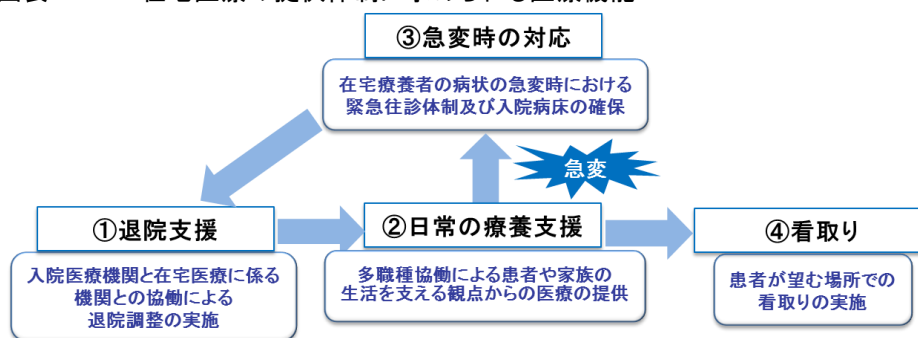 ③急変時の対応
在宅療養者の病状の急変時における
緊急往診体制及び入院病床の確保
急変
①退院支援
入院医療機関と在宅医療に係る
機関との協働による
退院調整の実施
②日常の療養支援
多職種協働による患者や家族の
生活を支える観点からの医療の提供
④看取り
患者が望む場所での
看取りの実施